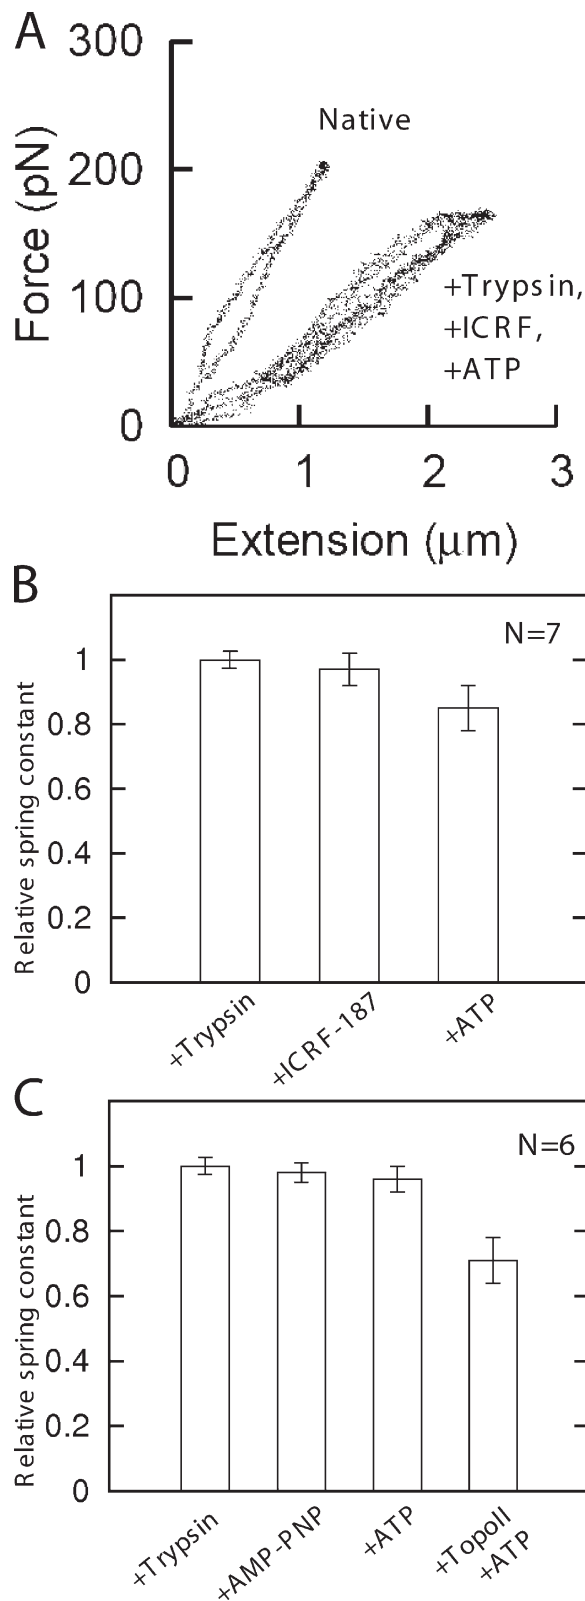 A
300
200
100
0
Force (pN)
Native
+Trypsin,
+ICRF,
+ATP
0 1 2 3
Extension (μm)
B
N=7
1
0.8
0.6
0.4
0.2
0
Relative spring constant
+Trypsin
+ICRF-187
+ATP
C
N=6
1
0.8
0.6
0.4
0.2
0
Relative spring constant
+Trypsin
+AMP-PNP
+ATP
+TopoII
+ATP